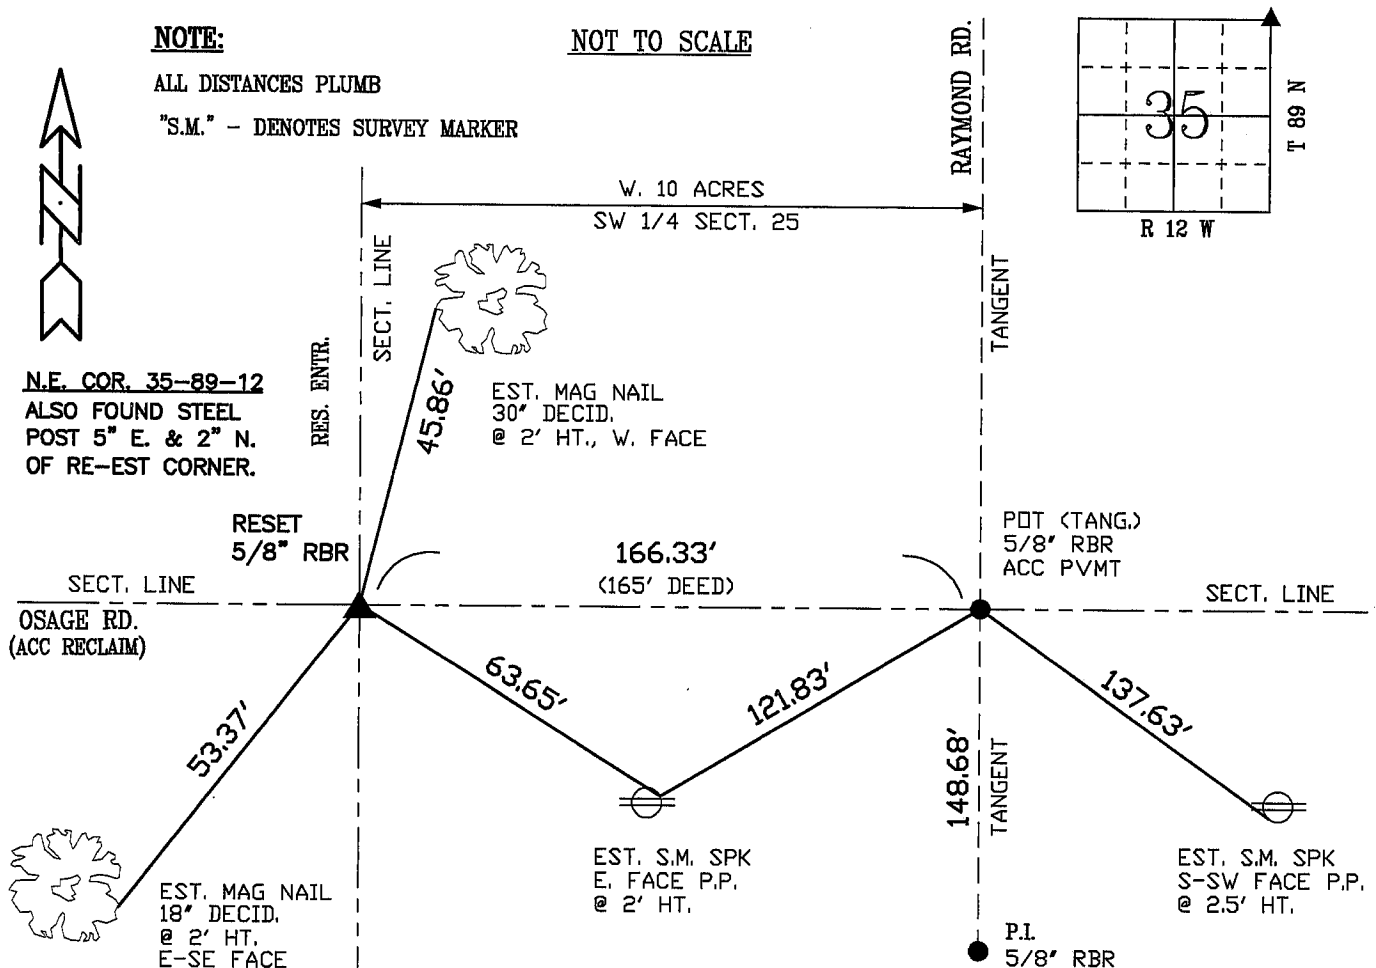 NOTE:
NOT TO SCALE
ALL DISTANCES PLUMB
"S.M." - DENOTES SURVEY MARKER
RAYMOND RD.
35
T 89 N
R 12 W
W. 10 ACRES
SW 1/4 SECT. 25
SECT. LINE
TANGENT
RES. ENTR.
N.E. COR. 35-89-12
ALSO FOUND STEEL
POST 5" E. & 2" N.
OF RE-EST CORNER.
45.86'
EST. MAG NAIL
30" DECID.
@ 2' HT., W. FACE
RESET
5/8" RBR
166.33'
(165' DEED)
POT (TANG.)
5/8" RBR
ACC PVMT
SECT. LINE
SECT. LINE
OSAGE RD.
(ACC RECLAIM)
53.37'
63.65'
121.83'
137.63'
148.68'
TANGENT
EST. MAG NAIL
18" DECID.
@ 2' HT.
E-SE FACE
EST. S.M. SPK
E. FACE P.P.
@ 2' HT.
EST. S.M. SPK
S-SW FACE P.P.
@ 2.5' HT.
P.I.
5/8" RBR
N